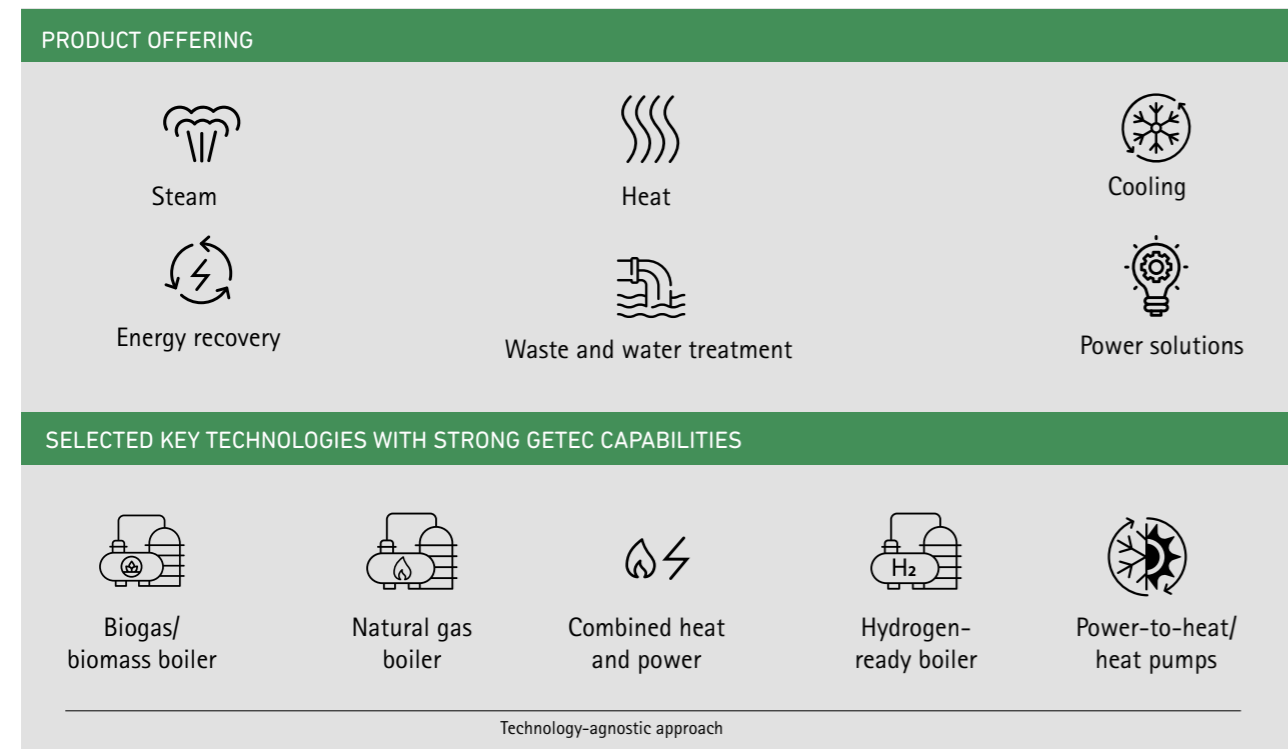 PRODUCT OFFERING
Steam
Heat
Cooling
Energy recovery
Waste and water treatment
Power solutions
SELECTED KEY TECHNOLOGIES WITH STRONG GETEC CAPABILITIES
H2
Biogas/
biomass boiler
Natural gas
boiler
Combined heat
and power
Hydrogen-
ready boiler
Power-to-heat/
heat pumps
Technology-agnostic approach